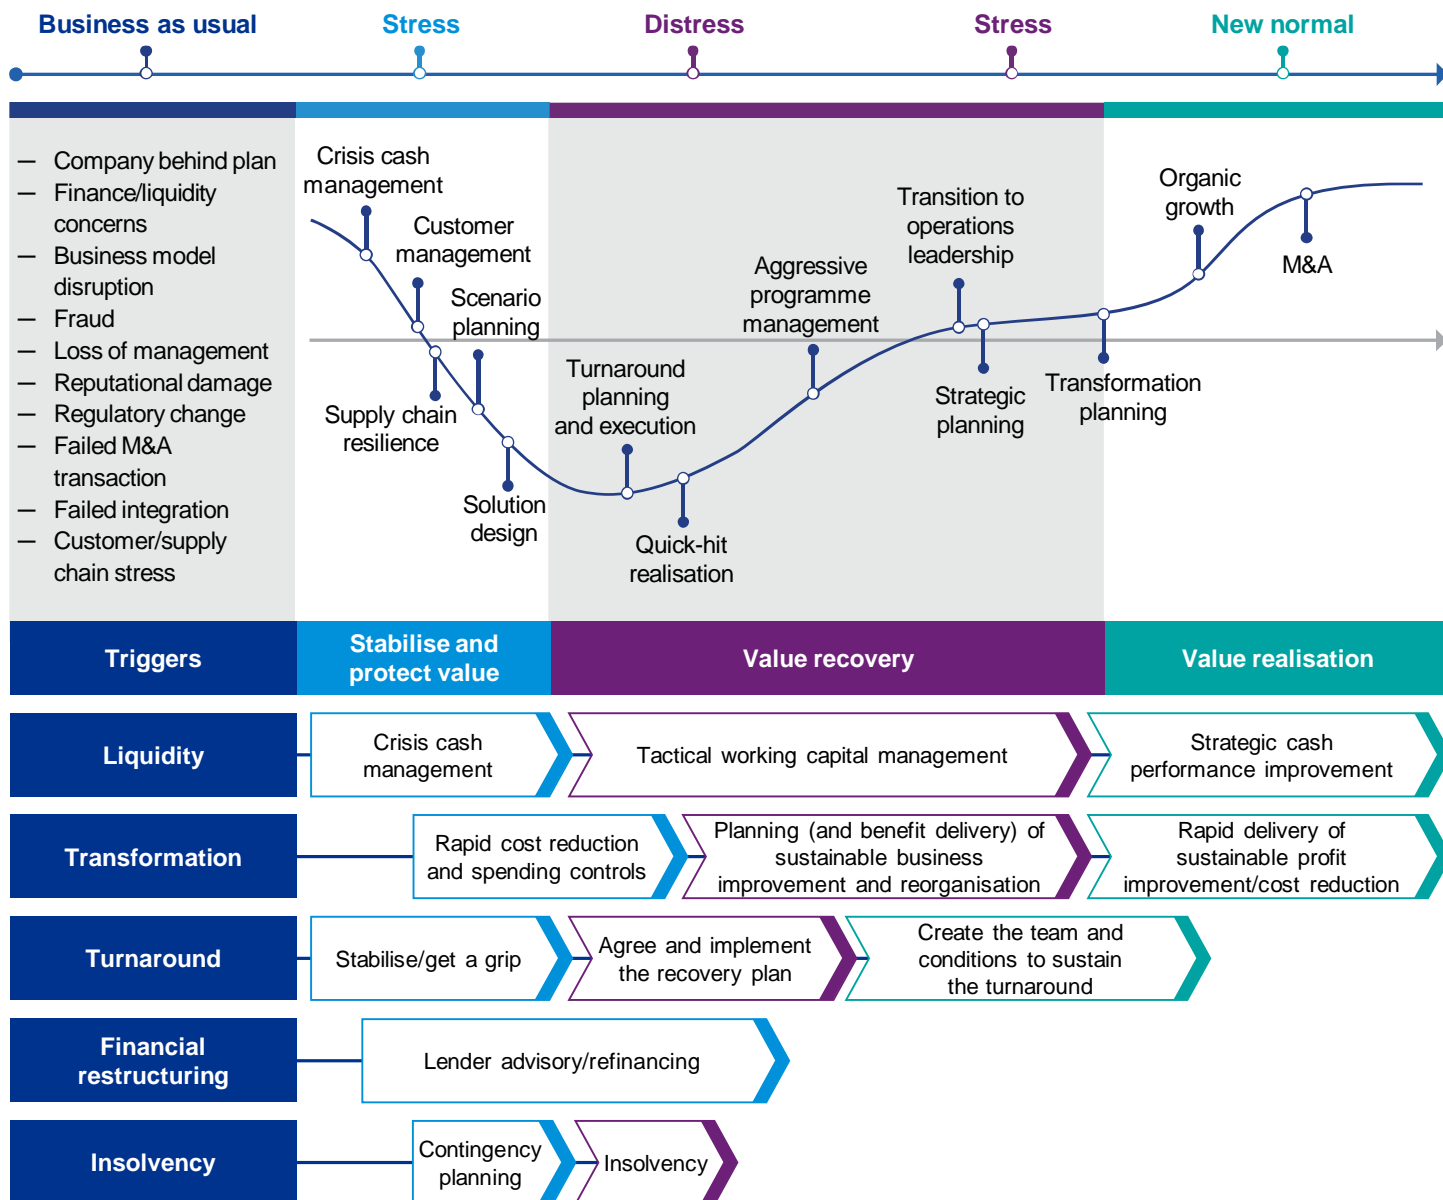 Business as usual
Stress
Distress
Stress
New normal
— Company behind plan
— Finance/liquidity
concerns
— Business model
disruption
— Fraud
— Loss of management
— Reputational damage
— Regulatory change
— Failed M&A
transaction
— Failed integration
— Customer/supply
chain stress
Crisis cash
management
Customer
management
Scenario
planning
Supply chain
resilience
Solution
design
Turnaround
planning
and execution
Quick-hit
realisation
Aggressive
programme
management
Transition to
operations
leadership
Strategic
planning
Transformation
planning
Organic
growth
M&A
Triggers
Stabilise and
protect value
Value recovery
Value realisation
Liquidity
Crisis cash
management
Tactical working capital management
Strategic cash
performance improvement
Transformation
Rapid cost reduction
and spending controls
Planning (and benefit delivery) of
sustainable business
improvement and reorganisation
Rapid delivery of
sustainable profit
improvement/cost reduction
Turnaround
Stabilise/get a grip
Agree and implement
the recovery plan
Create the team and
conditions to sustain
the turnaround
Financial
restructuring
Lender advisory/refinancing
Insolvency
Contingency
planning
Insolvency